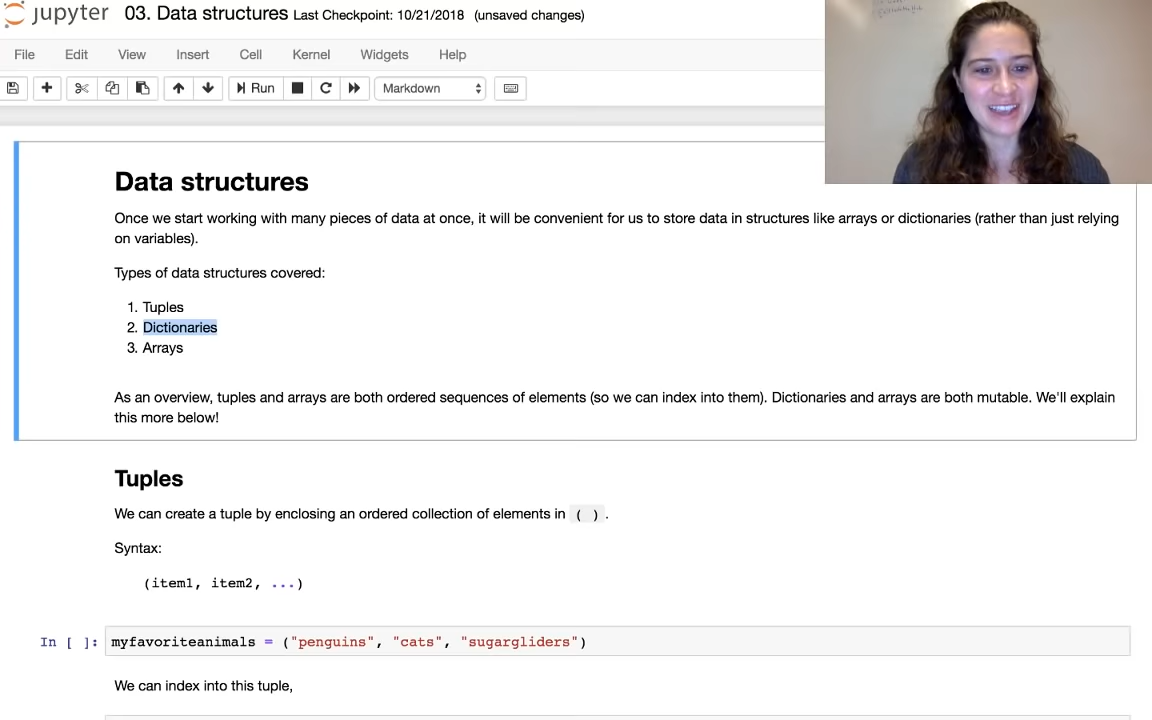 jupyter 03. Data structures Last Checkpoint: 10/21/2018 (unsaved changes)
File Edit View Insert Cell Kernel Widgets Help
Run Markdown
Data structures
Once we start working with many pieces of data at once, it will be convenient for us to store data in structures like arrays or dictionaries (rather than just relying
on variables).
Types of data structures covered:
1. Tuples
2. Dictionaries
3. Arrays
As an overview, tuples and arrays are both ordered sequences of elements (so we can index into them). Dictionaries and arrays are both mutable. We'll explain
this more below!
Tuples
We can create a tuple by enclosing an ordered collection of elements in ( ) .
Syntax:
(item1, item2, ...)
In [ ]: myfavoriteanimals = ("penguins", "cats", "sugargliders")
We can index into this tuple,